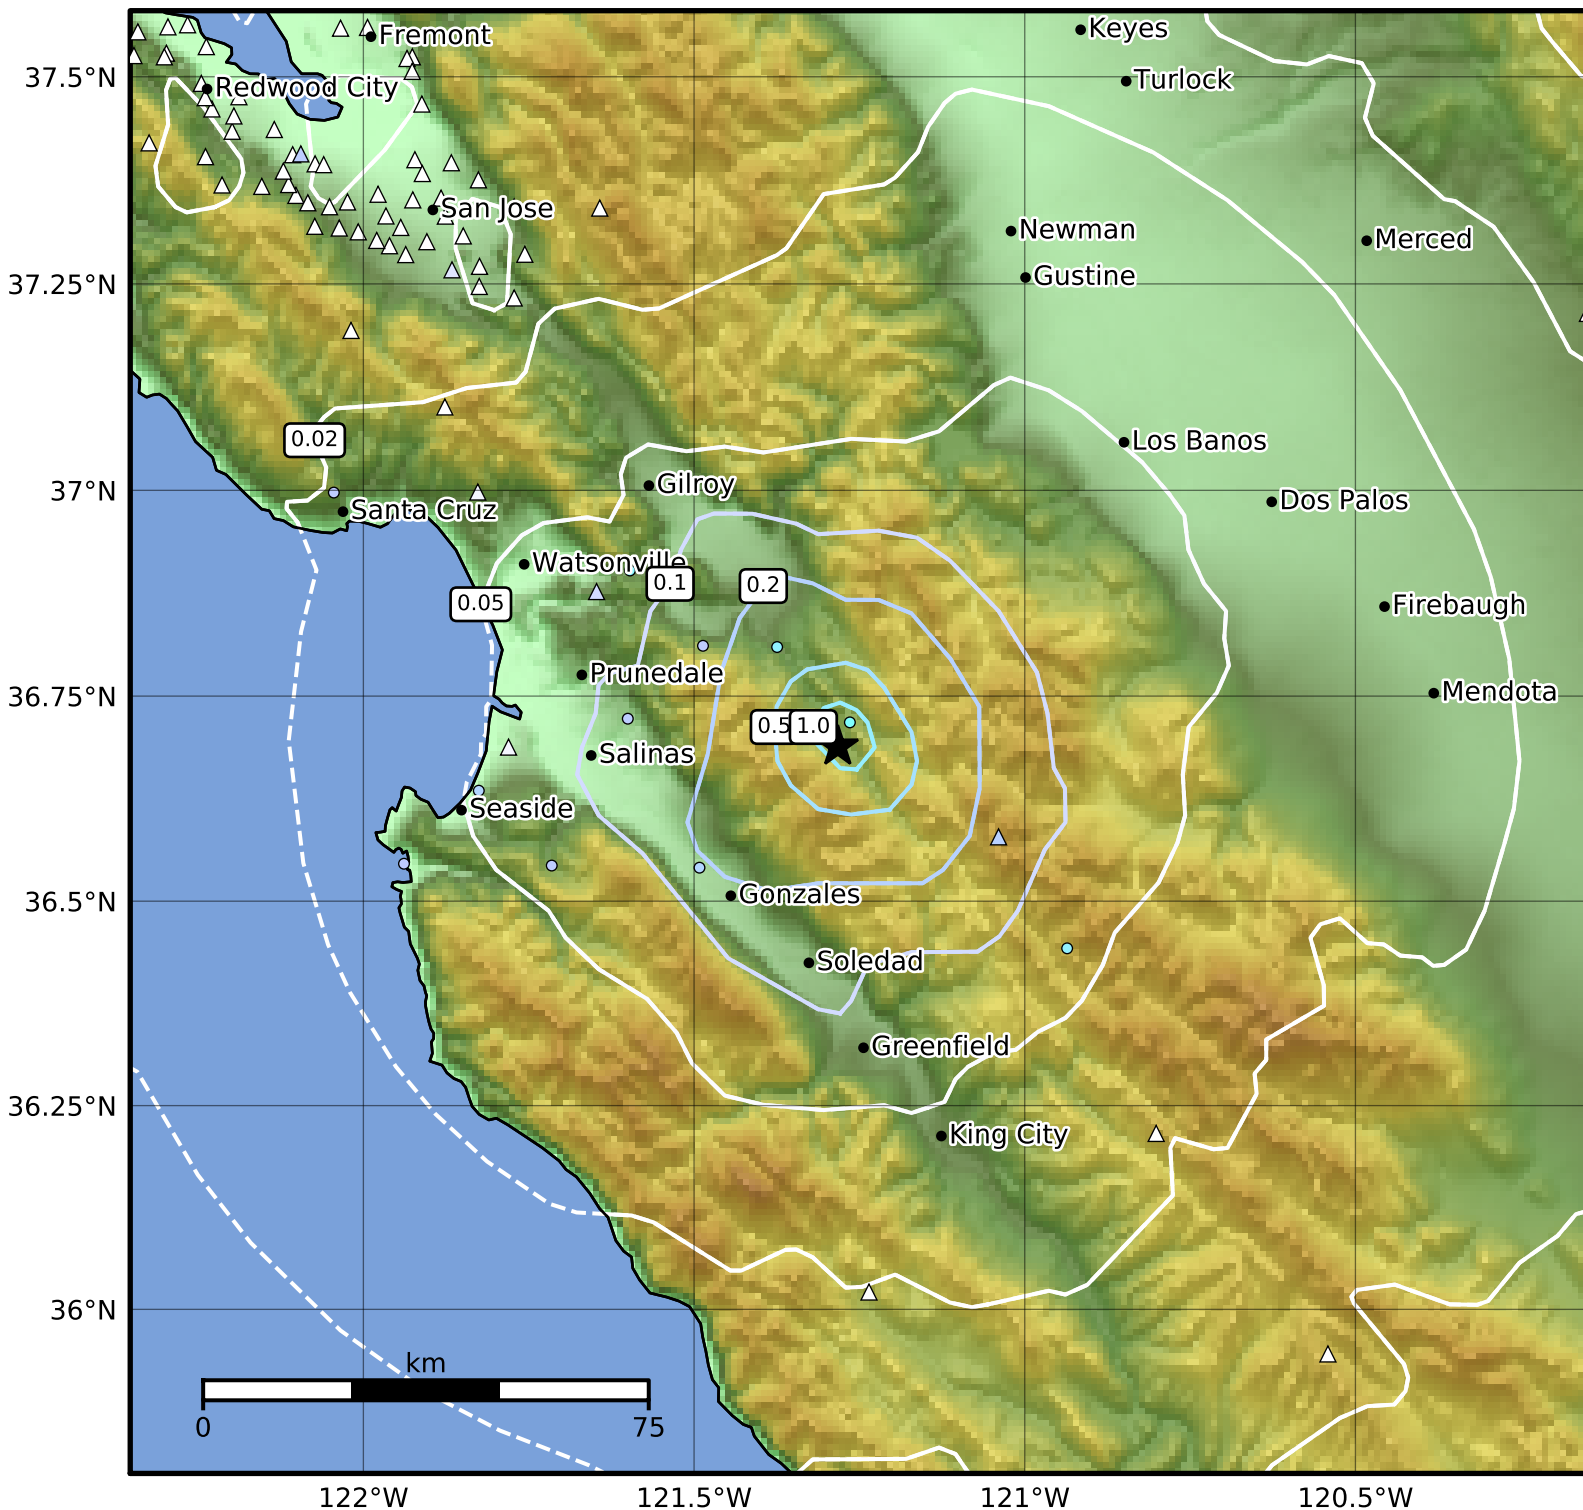 Keyes
Fremont
37.5°N
Turlock
Redwood City
San Jose
Newman
Merced
Gustine
37.25°N
0.02
Los Banos
Gilroy
37°N
Dos Palos
Santa Cruz
Watsonville
0.1
0.2
0.05
Firebaugh
Prunedale
36.75°N
Mendota
0.5
1.0
Salinas
Seaside
Gonzales
36.5°N
Soledad
Greenfield
36.25°N
King City
36°N
km
0
75
122°W
121.5°W
121°W
120.5°W